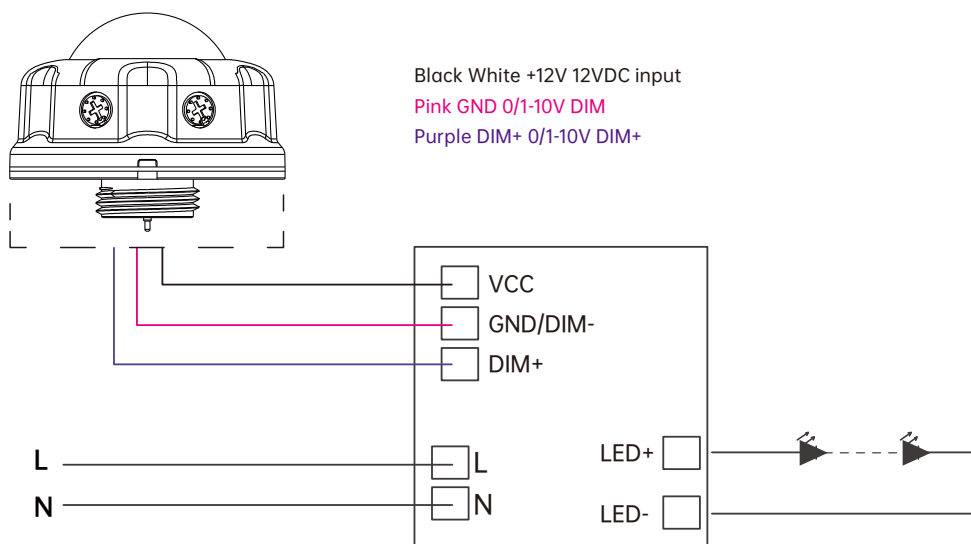 Black White +12V 12VDC input
Pink GND 0/1-10V DIM
Purple DIM+ 0/1-10V DIM+
VCC
GND/DIM-
DIM+
L
L
N
N
LED+
LED-